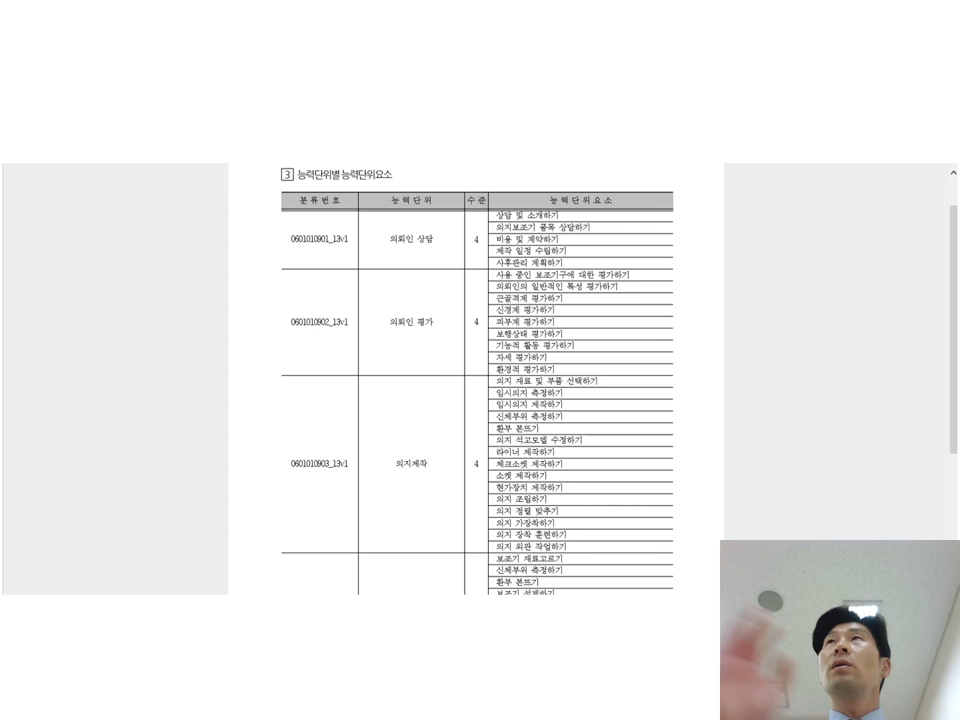 3 능력단위별 능력단위요소
분류번호 능력단위 수준 능력단위요소
0601010901_13v1 의뢰인 상담 4
상담 및 소개하기
의지보조기 품목 상담하기
비용 및 계약하기
제작 일정 수립하기
사후관리 계획하기
0601010902_13v1 의뢰인 평가 4
사용 중인 보조기구에 대한 평가하기
의뢰인의 일반적인 특성 평가하기
근골격계 평가하기
신경계 평가하기
피부계 평가하기
보행상태 평가하기
기능적 활동 평가하기
자세 평가하기
환경적 평가하기
0601010903_13v1 의지제작 4
의지 재료 및 부품 선택하기
임시의지 측정하기
임시의지 제작하기
신체부위 측정하기
환부 본뜨기
의지 석고모델 수정하기
라이너 제작하기
체크소켓 제작하기
소켓 제작하기
현가장치 제작하기
의지 조립하기
의지 정렬 맞추기
의지 가장착하기
의지 장착 훈련하기
의지 외관 작업하기
보조기 재료고르기
신체부위 측정하기
환부 본뜨기
보조기 설계하기